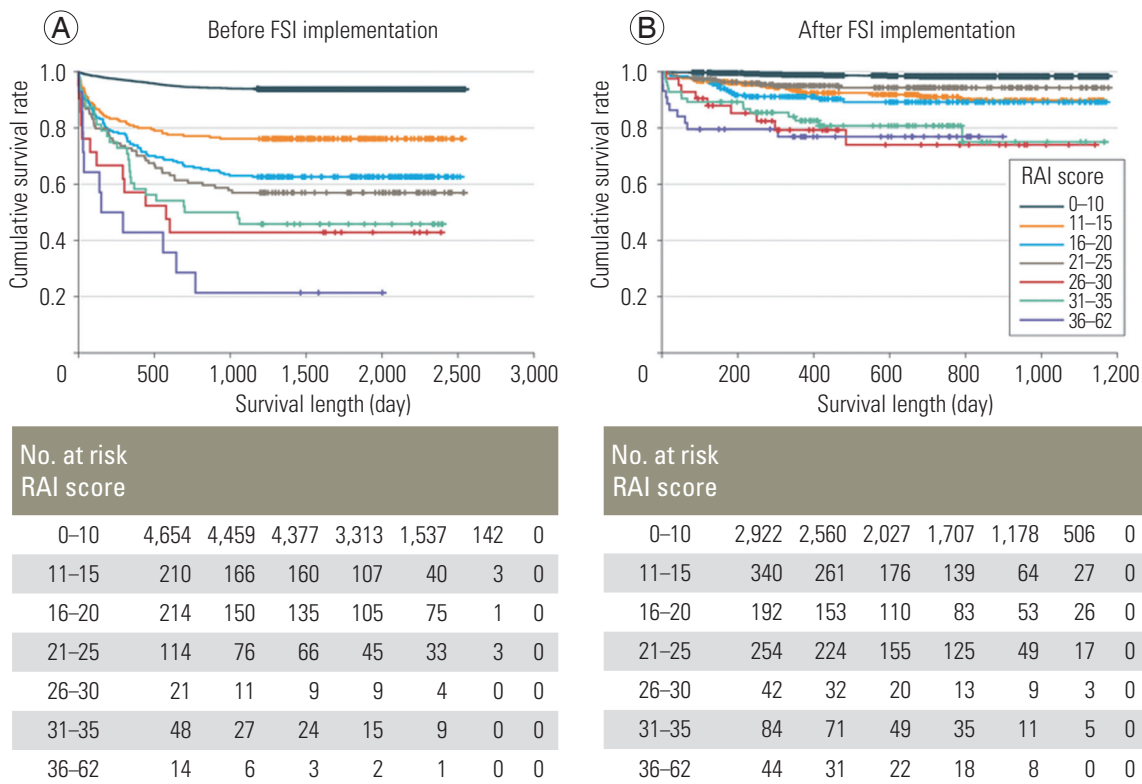 A Before FSI implementation
1.0
0.8
0.6
0.4
0.2
Cumulative survival rate
0 500 1,000 1,500 2,000 2,500 3,000
Survival length (day)
No. at risk
RAI score
0–10 4,654 4,459 4,377 3,313 1,537 142 0
11–15 210 166 160 107 40 3 0
16–20 214 150 135 105 75 1 0
21–25 114 76 66 45 33 3 0
26–30 21 11 9 9 4 0 0
31–35 48 27 24 15 9 0 0
36–62 14 6 3 2 1 0 0
B After FSI implementation
1.0
0.8
0.6
0.4
0.2
Cumulative survival rate
RAI score
0–10
11–15
16–20
21–25
26–30
31–35
36–62
0 200 400 600 800 1,000 1,200
Survival length (day)
No. at risk
RAI score
0–10 2,922 2,560 2,027 1,707 1,178 506 0
11–15 340 261 176 139 64 27 0
16–20 192 153 110 83 53 26 0
21–25 254 224 155 125 49 17 0
26–30 42 32 20 13 9 3 0
31–35 84 71 49 35 11 5 0
36–62 44 31 22 18 8 0 0